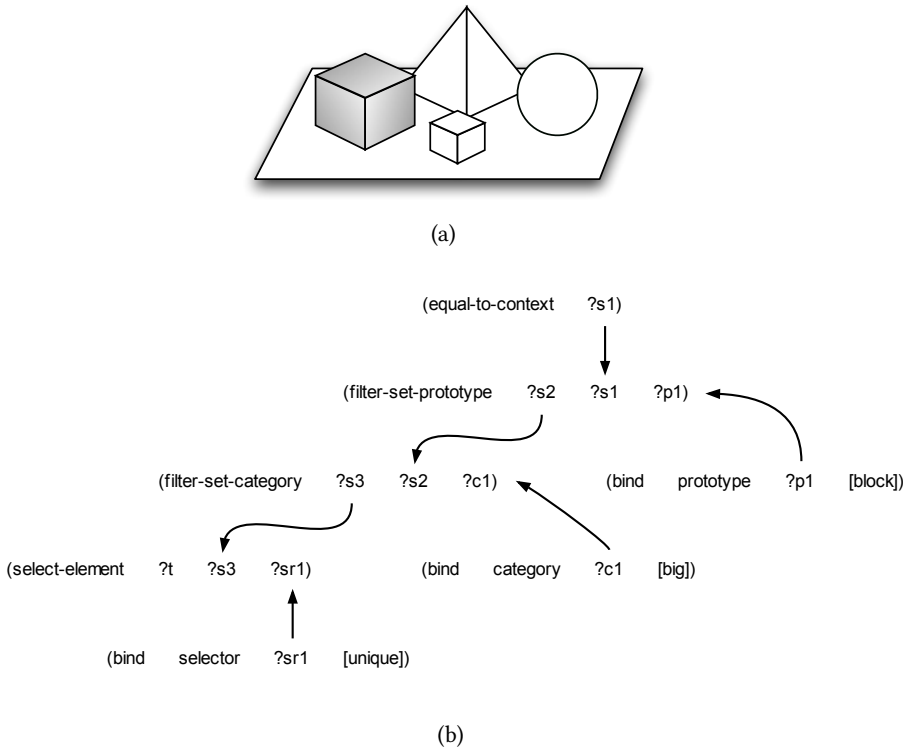 (a)
(equal-to-context ?s1)
(filter-set-prototype ?s2 ?s1 ?p1)
(filter-set-category ?s3 ?s2 ?c1) (bind prototype ?p1 [block])
(select-element ?t ?s3 ?sr1) (bind category ?c1 [big])
(bind selector ?sr1 [unique])
(b)